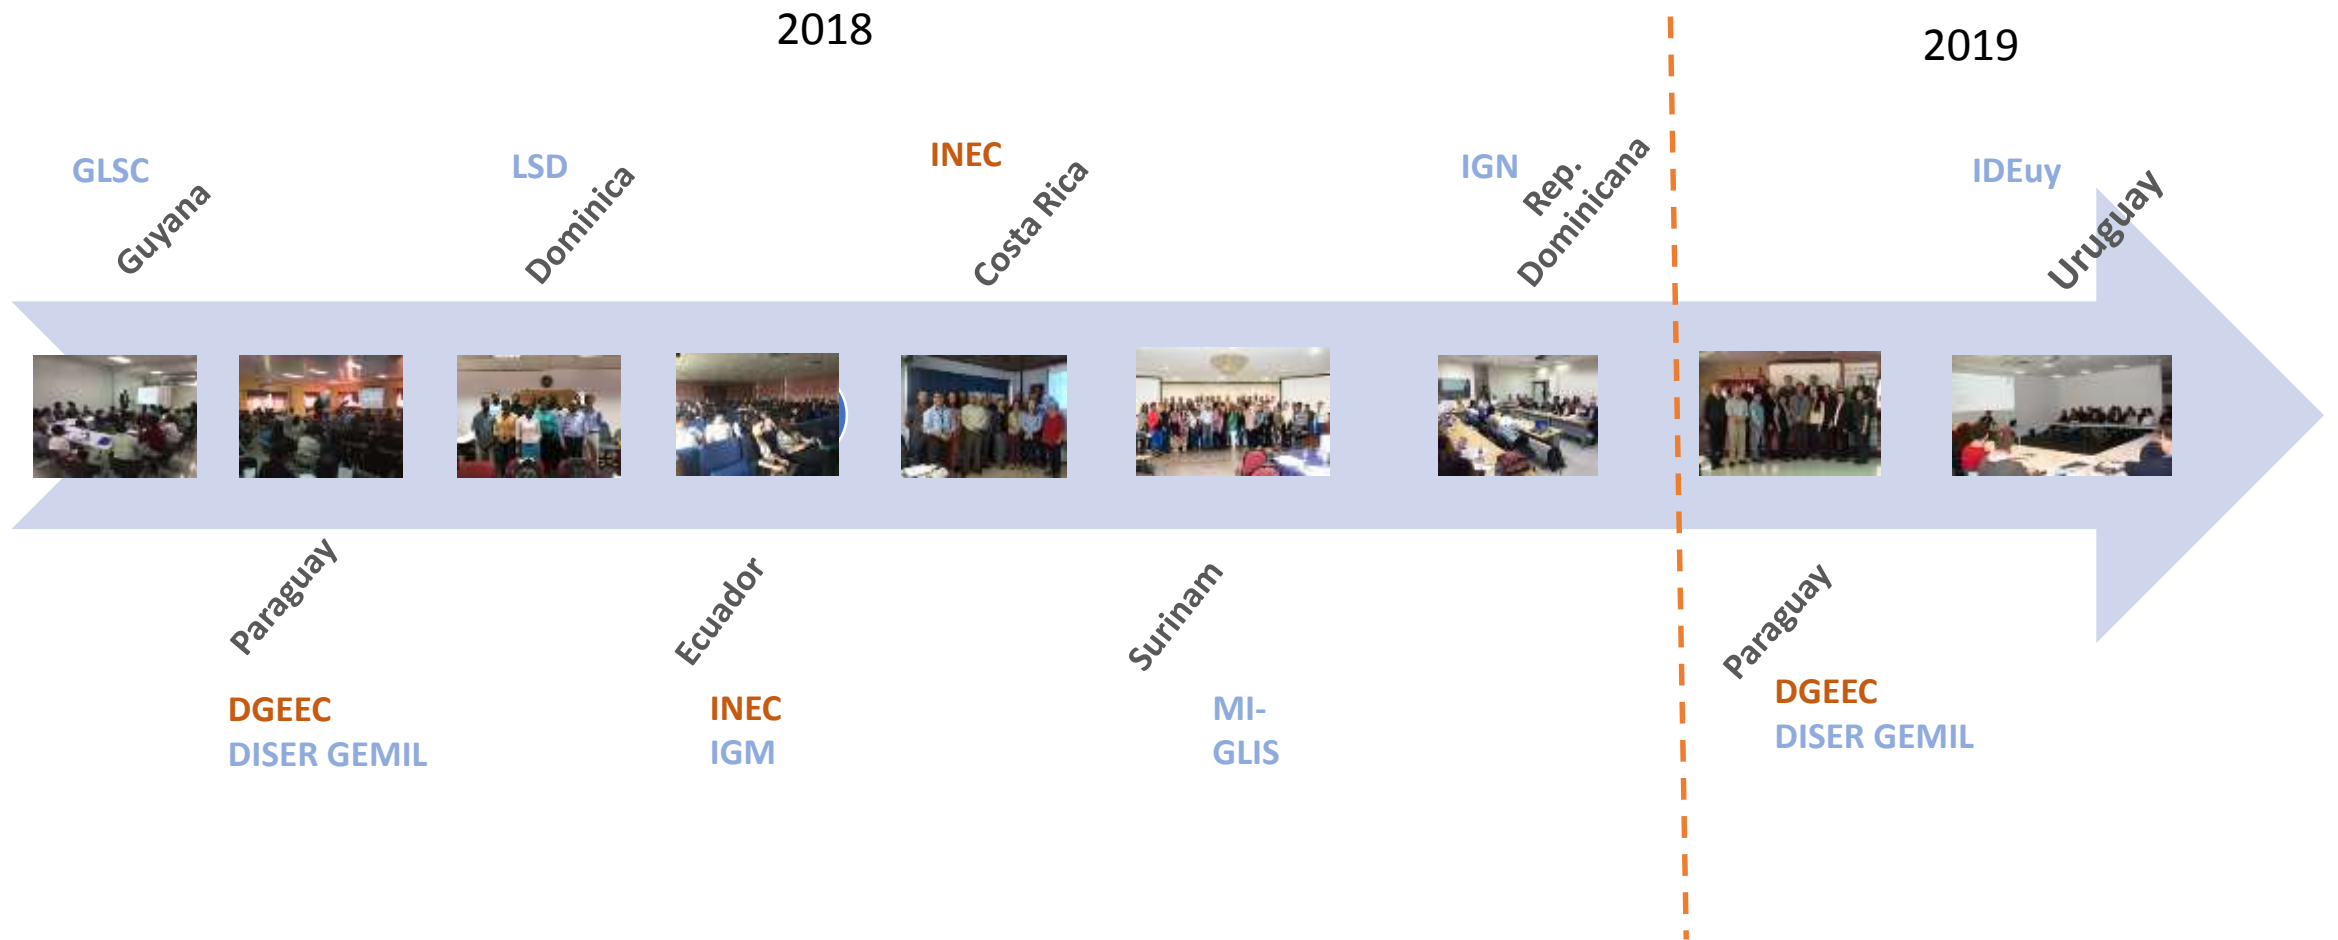 2018
2019
GLSC
Guyana
LSD
Dominica
INEC
Costa Rica
IGN
Rep.
Dominicana
IDEuy
Uruguay
Paraguay
DGEEC
DISER GEMIL
Ecuador
INEC
IGM
Surinam
MI-
GLIS
Paraguay
DGEEC
DISER GEMIL